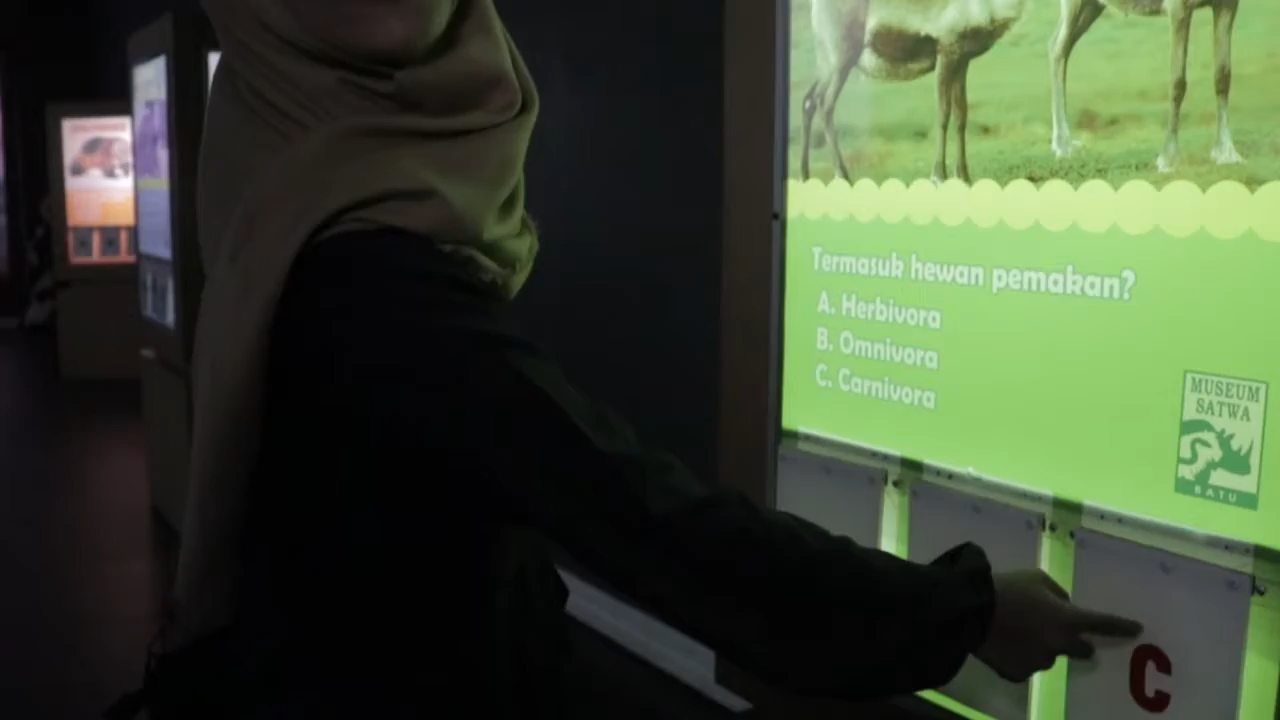 Termasuk hewan pemakan?
A. Herbivora
B. Omnivora
C. Carnivora
MUSEUM
SATWA
BATU
C